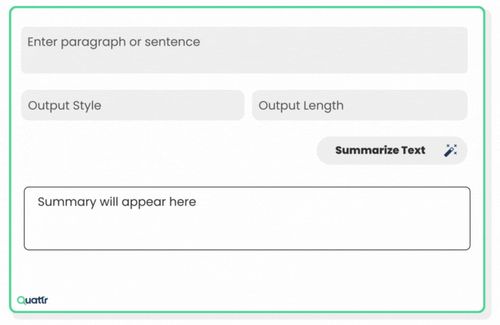 Enter paragraph or sentence
Output Style
Output Length
Summarize Text
Summary will appear here
Quattr